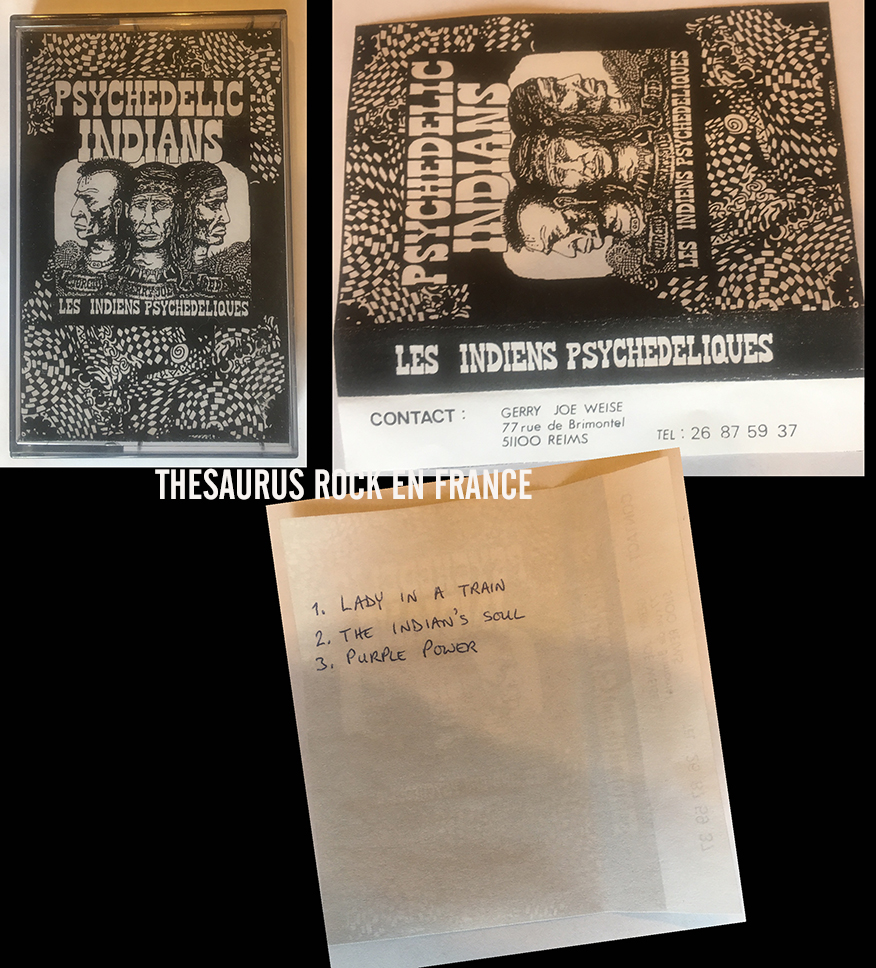 PSYCHEDELIC
INDIANS
LES INDIENS PSYCHEDELIQUES
PSYCHEDELIC
INDIANS
LES INDIENS PSYCHEDELIQUES
LES INDIENS PSYCHEDELIQUES
CONTACT :
GERRY JOE WEISE
77 rue de Brimontel
51100 REIMS
TEL : 26 87 59 37
THESAURUS ROCK EN FRANCE
1. LADY IN A TRAIN
2. THE INDIAN'S SOUL
3. PURPLE POWER